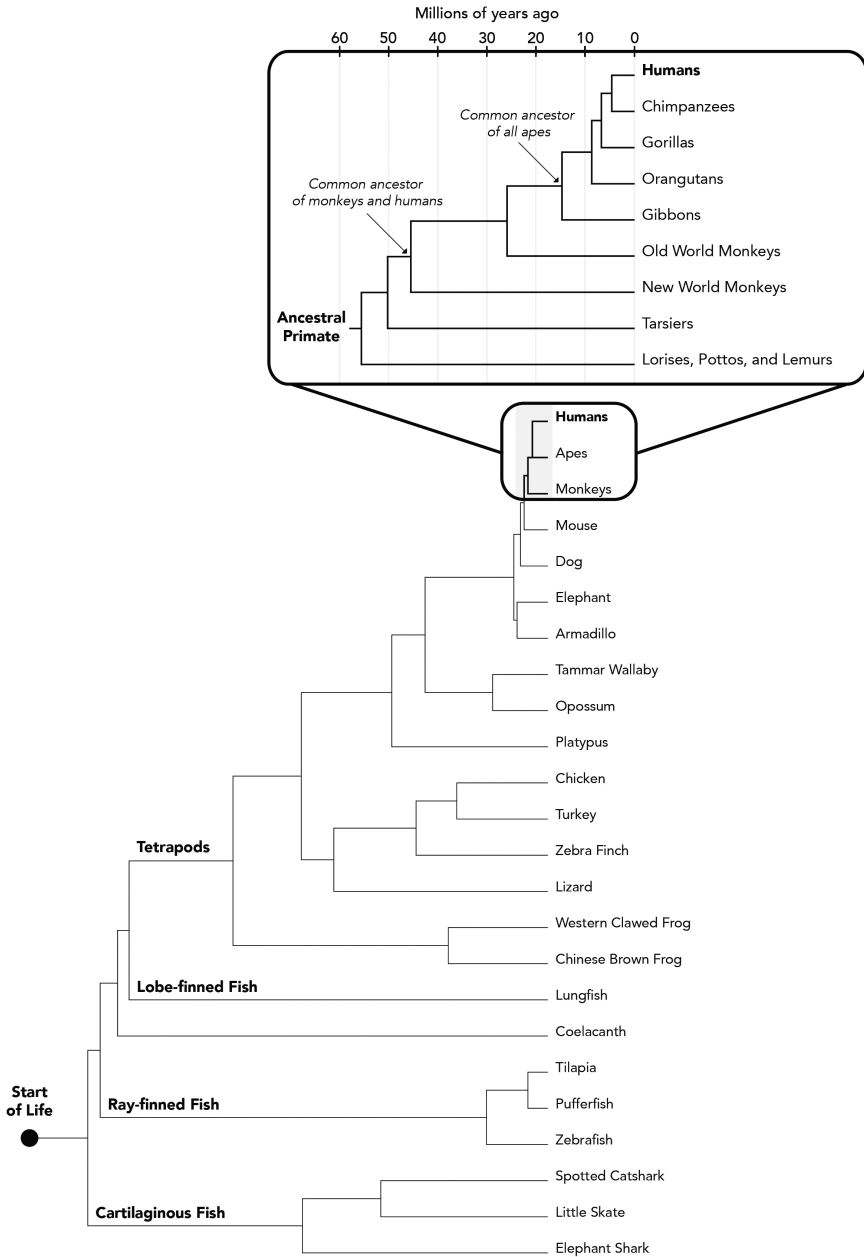 Millions of years ago
60 50 40 30 20 10 0
Humans
Chimpanzees
Common ancestor
of all apes
Gorillas
Orangutans
Common ancestor
of monkeys and humans
Gibbons
Old World Monkeys
New World Monkeys
Ancestral
Primate
Tarsiers
Lorises, Pottos, and Lemurs
Humans
Apes
Monkeys
Mouse
Dog
Elephant
Armadillo
Tammar Wallaby
Opossum
Platypus
Chicken
Turkey
Tetrapods
Zebra Finch
Lizard
Western Clawed Frog
Chinese Brown Frog
Lobe-finned Fish
Lungfish
Coelacanth
Tilapia
Start
of Life
Ray-finned Fish
Pufferfish
Zebrafish
Spotted Catshark
Cartilaginous Fish
Little Skate
Elephant Shark